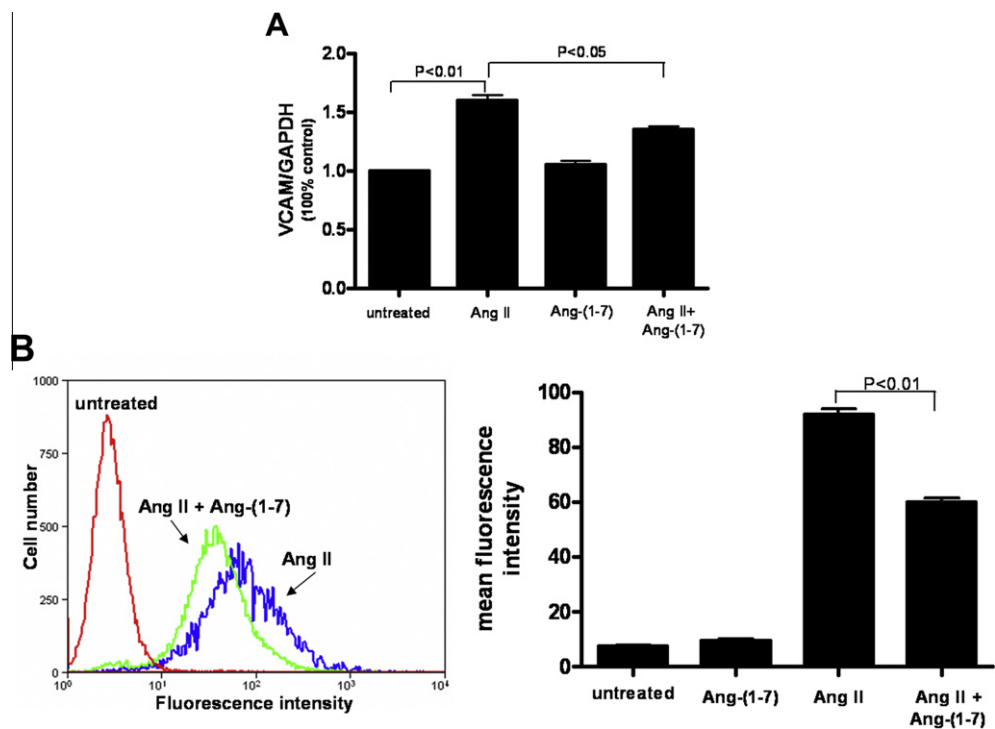 A
VCAM/GAPDH
(100% control)
2.0
1.5
1.0
0.5
0.0
P<0.01
P<0.05
untreated
Ang II
Ang-(1-7)
Ang II+
Ang-(1-7)
B
Cell number
1000
750
500
250
0
untreated
Ang II + Ang-(1-7)
Ang II
10⁰
10¹
10²
10³
10⁴
Fluorescence intensity
mean fluorescence
intensity
100
80
60
40
20
0
P<0.01
untreated
Ang-(1-7)
Ang II
Ang II +
Ang-(1-7)